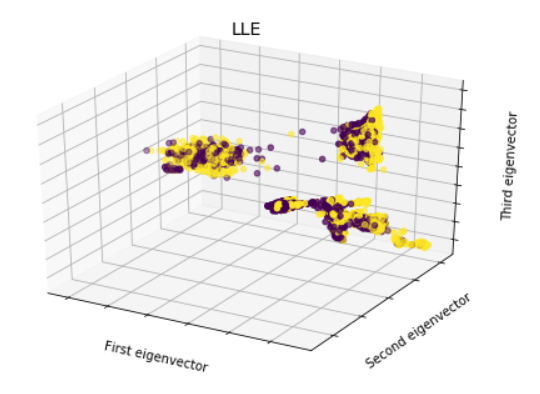 LLE
Third eigenvector
Second eigenvector
First eigenvector